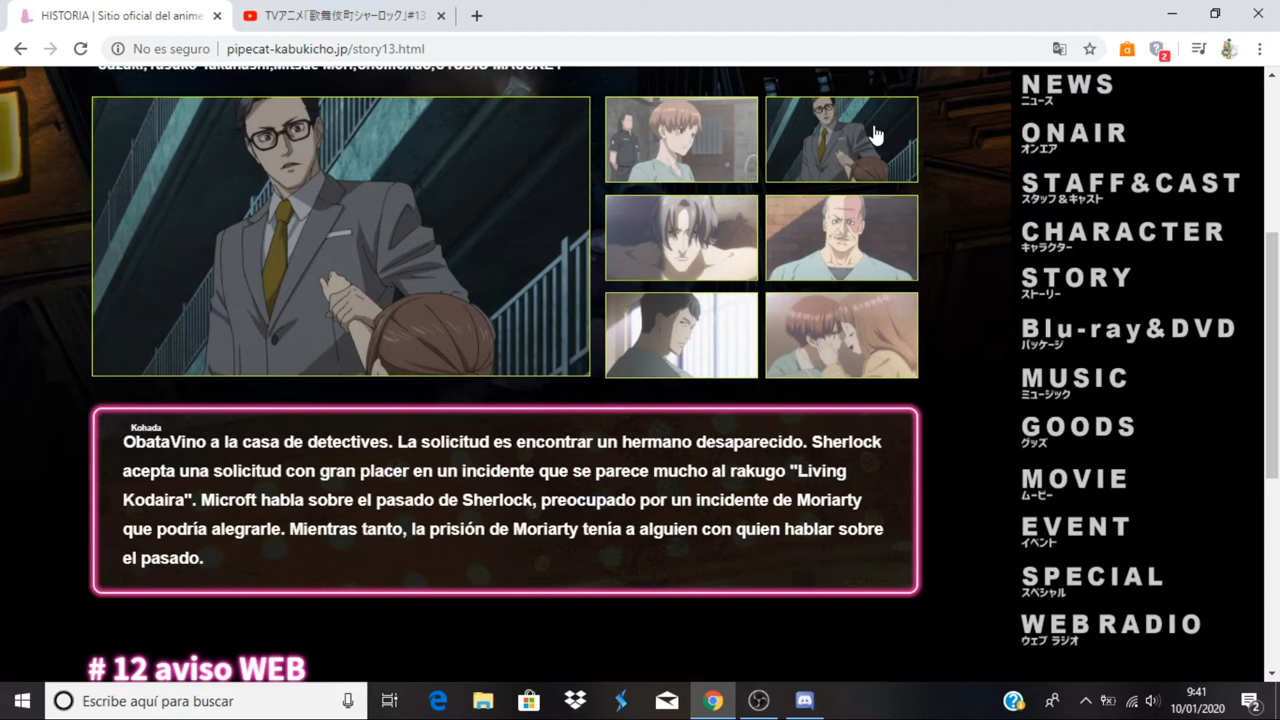 HISTORIA | Sitio oficial del anime
TVアニメ「歌舞伎町シャーロック」#13
No es seguro
pipecat-kabukicho.jp/story13.html
2
NEWS
ニュース
ONAIR
オンエア
STAFF&CAST
スタッフ&キャスト
CHARACTER
キャラクター
STORY
ストーリー
Blu-ray&DVD
パッケージ
MUSIC
ミュージック
GOODS
グッズ
MOVIE
ムービー
EVENT
イベント
SPECIAL
スペシャル
WEB RADIO
ウェブ ラジオ
Kohada
ObataVino a la casa de detectives. La solicitud es encontrar un hermano desaparecido. Sherlock
acepta una solicitud con gran placer en un incidente que se parece mucho al rakugo "Living
Kodaira". Microft habla sobre el pasado de Sherlock, preocupado por un incidente de Moriarty
que podría alegrarle. Mientras tanto, la prisión de Moriarty tenía a alguien con quien hablar sobre
el pasado.
# 12 aviso WEB
Escribe aquí para buscar
9:41
10/01/2020
2